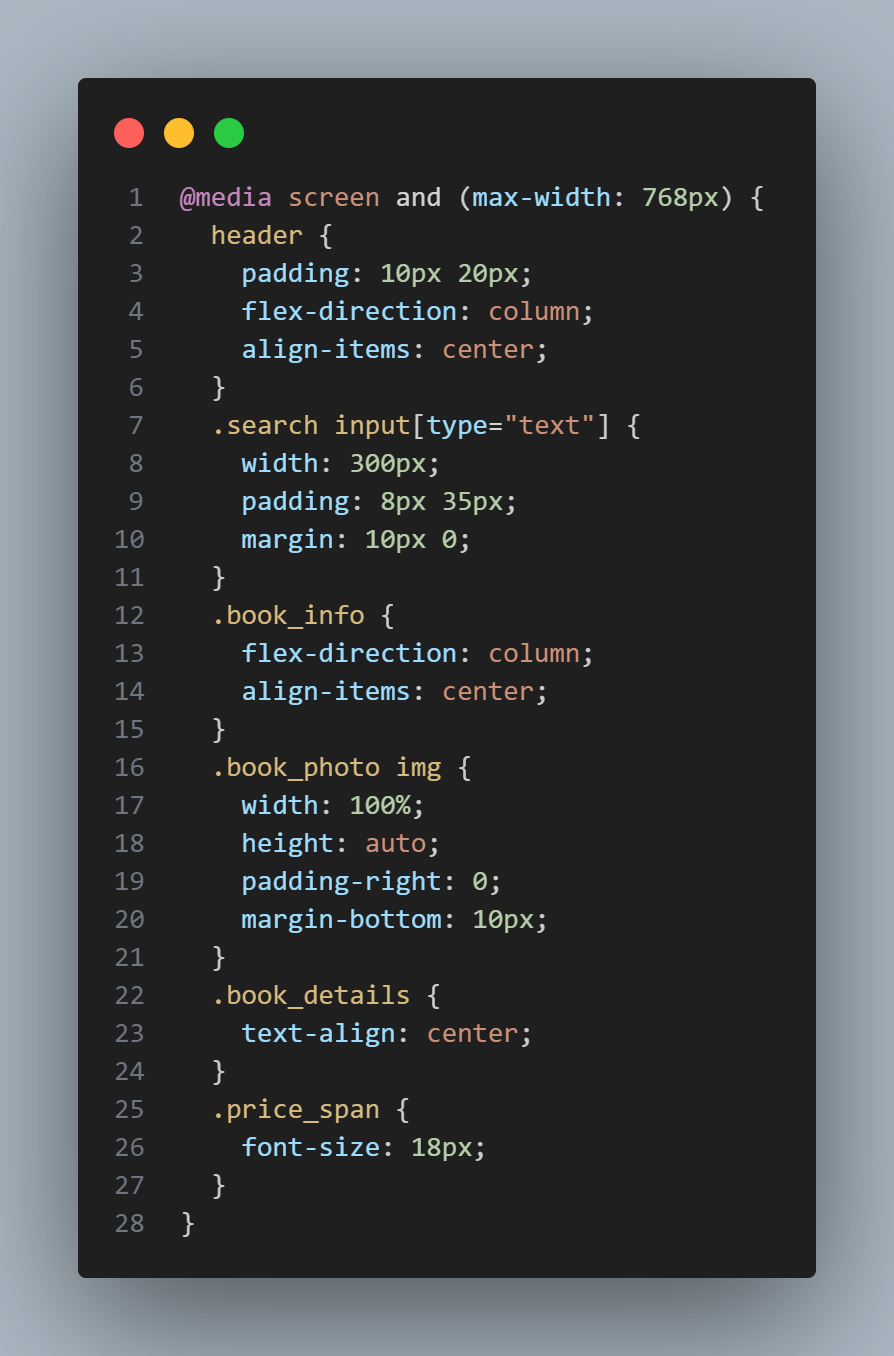 1 @media screen and (max-width: 768px) {
2 header {
3 padding: 10px 20px;
4 flex-direction: column;
5 align-items: center;
6 }
7 .search input[type="text"] {
8 width: 300px;
9 padding: 8px 35px;
10 margin: 10px 0;
11 }
12 .book_info {
13 flex-direction: column;
14 align-items: center;
15 }
16 .book_photo img {
17 width: 100%;
18 height: auto;
19 padding-right: 0;
20 margin-bottom: 10px;
21 }
22 .book_details {
23 text-align: center;
24 }
25 .price_span {
26 font-size: 18px;
27 }
28 }